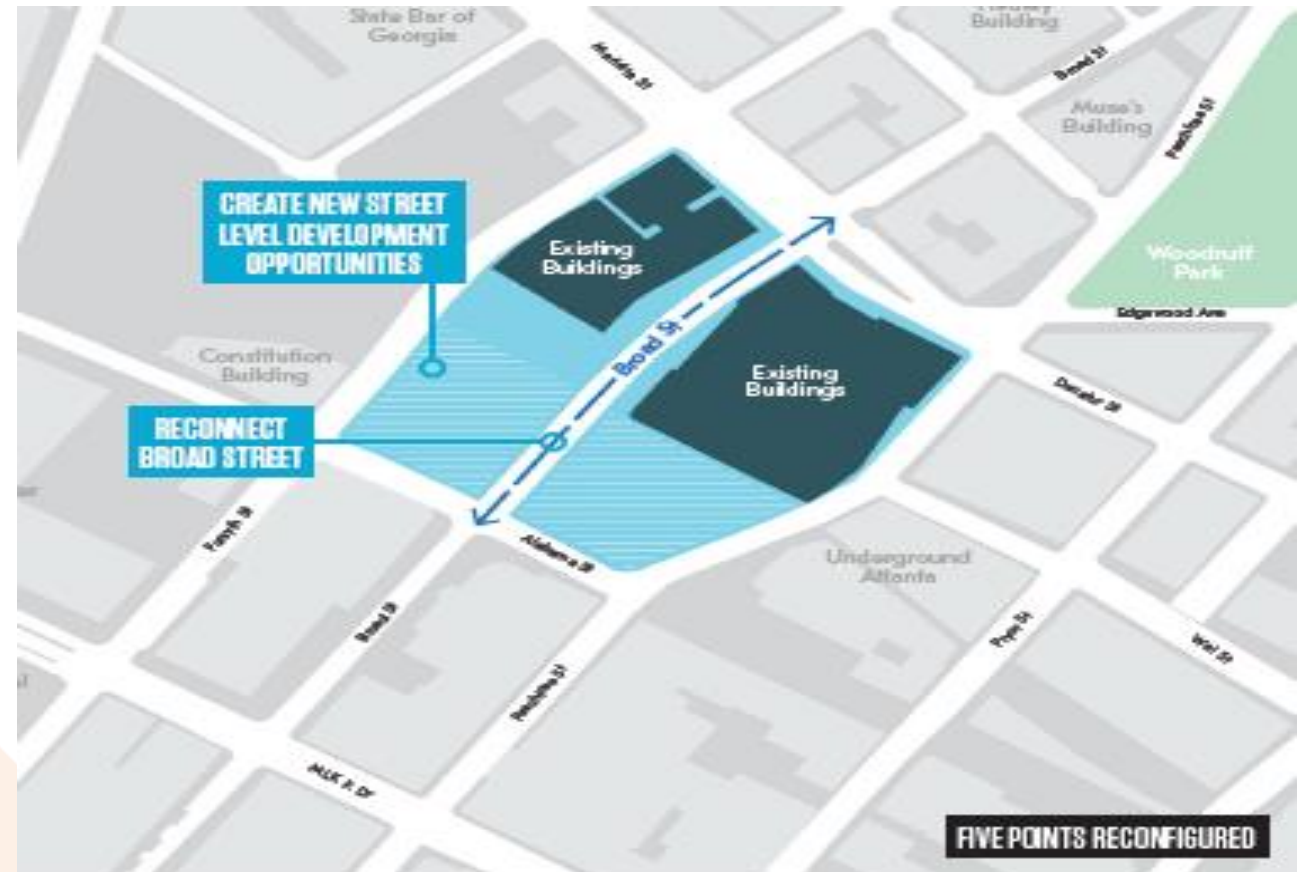 State Bar of
Georgia
Building
Marietta St
Broad St
Muse's
Building
Peachtree St
CREATE NEW STREET
LEVEL DEVELOPMENT
OPPORTUNITIES
Existing
Buildings
Woodruff
Park
Edgewood Ave
Broad St
Constitution
Building
Existing
Buildings
Decatur St
RECONNECT
BROAD STREET
Forsyth St
Alabama St
Underground
Atlanta
Broad St
Pryor St
Wall St
Peachtree St
MLK Jr. Dr
FIVE POINTS RECONFIGURED